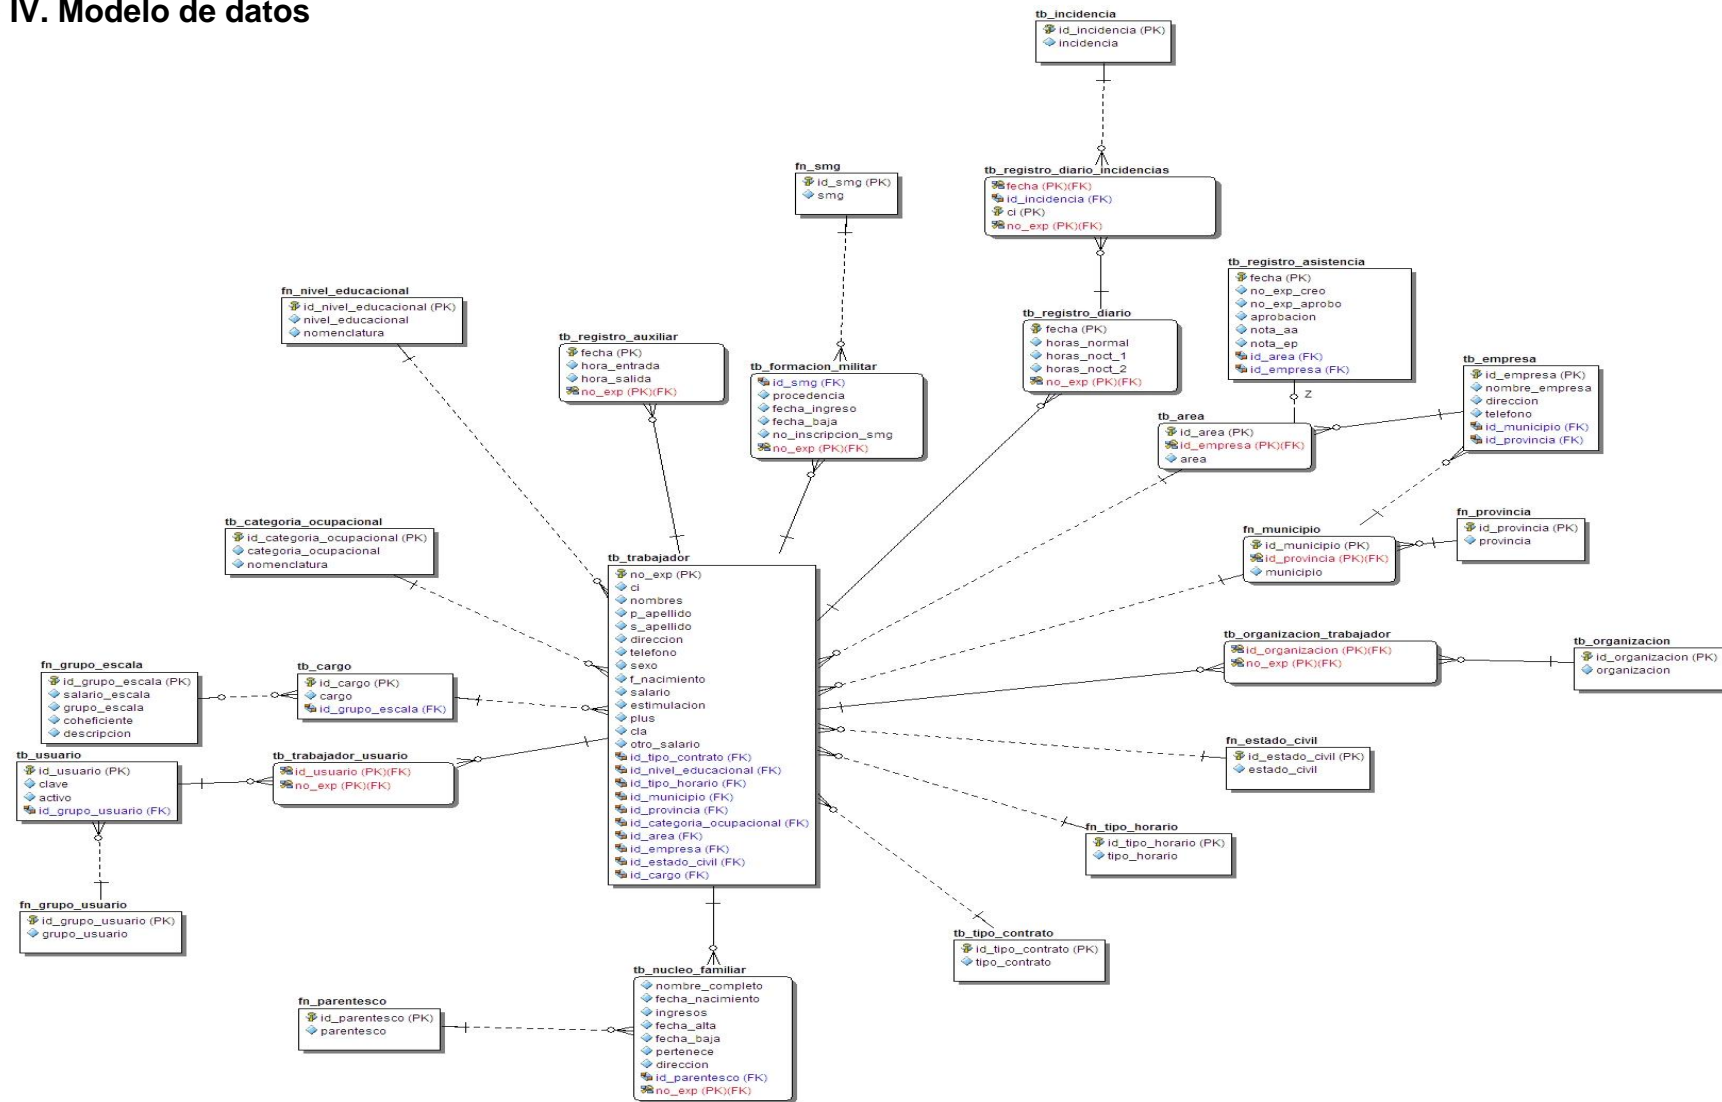 IV. Modelo de datos
tb_incidencia
id_incidencia (PK)
incidencia
fn_smg
id_smg (PK)
smg
tb_registro_diario_incidencias
fecha (PK)(FK)
id_incidencia (FK)
ci (PK)
no_exp (PK)(FK)
tb_registro_asistencia
fecha (PK)
no_exp_creo
no_exp_aprobo
aprobacion
nota_aa
nota_ep
id_area (FK)
id_empresa (FK)
Z
fn_nivel_educacional
id_nivel_educacional (PK)
nivel_educacional
nomenclatura
tb_registro_auxiliar
fecha (PK)
hora_entrada
hora_salida
no_exp (PK)(FK)
tb_formacion_militar
id_smg (FK)
procedencia
fecha_ingreso
fecha_baja
no_inscripcion_smg
no_exp (PK)(FK)
tb_registro_diario
fecha (PK)
horas_normal
horas_noct_1
horas_noct_2
no_exp (PK)(FK)
tb_empresa
id_empresa (PK)
nombre_empresa
direccion
telefono
id_municipio (FK)
id_provincia (FK)
tb_area
id_area (PK)
id_empresa (PK)(FK)
area
tb_categoria_ocupacional
id_categoria_ocupacional (PK)
categoria_ocupacional
nomenclatura
fn_municipio
id_municipio (PK)
id_provincia (PK)(FK)
municipio
fn_provincia
id_provincia (PK)
provincia
tb_trabajador
no_exp (PK)
ci
nombres
p_apellido
s_apellido
direccion
telefono
sexo
f_nacimiento
salario
estimulacion
plus
cla
otro_salario
id_tipo_contrato (FK)
id_nivel_educacional (FK)
id_tipo_horario (FK)
id_municipio (FK)
id_provincia (FK)
id_categoria_ocupacional (FK)
id_area (FK)
id_empresa (FK)
id_estado_civil (FK)
id_cargo (FK)
tb_organizacion_trabajador
id_organizacion (PK)(FK)
no_exp (PK)(FK)
tb_organizacion
id_organizacion (PK)
organizacion
fn_grupo_escala
id_grupo_escala (PK)
salario_escala
grupo_escala
coheficiente
descripcion
tb_cargo
id_cargo (PK)
cargo
id_grupo_escala (FK)
tb_usuario
id_usuario (PK)
clave
activo
id_grupo_usuario (FK)
tb_trabajador_usuario
id_usuario (PK)(FK)
no_exp (PK)(FK)
fn_estado_civil
id_estado_civil (PK)
estado_civil
fn_tipo_horario
id_tipo_horario (PK)
tipo_horario
fn_grupo_usuario
id_grupo_usuario (PK)
grupo_usuario
tb_tipo_contrato
id_tipo_contrato (PK)
tipo_contrato
tb_nucleo_familiar
nombre_completo
fecha_nacimiento
ingresos
fecha_alta
fecha_baja
pertenece
direccion
id_parentesco (FK)
no_exp (PK)(FK)
fn_parentesco
id_parentesco (PK)
parentesco